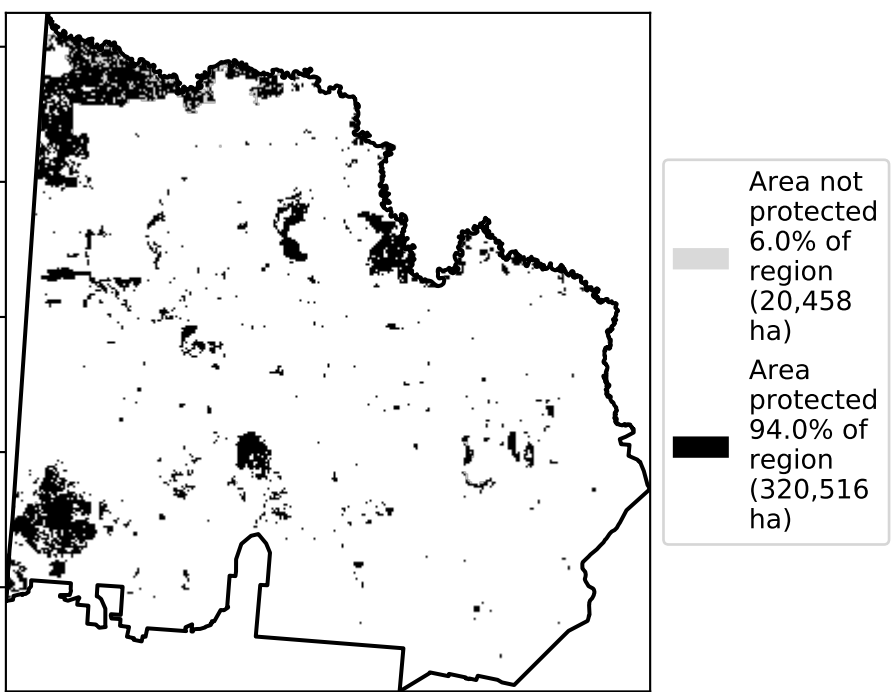 Area not
protected
6.0% of
region
(20,458
ha)
Area
protected
94.0% of
region
(320,516
ha)